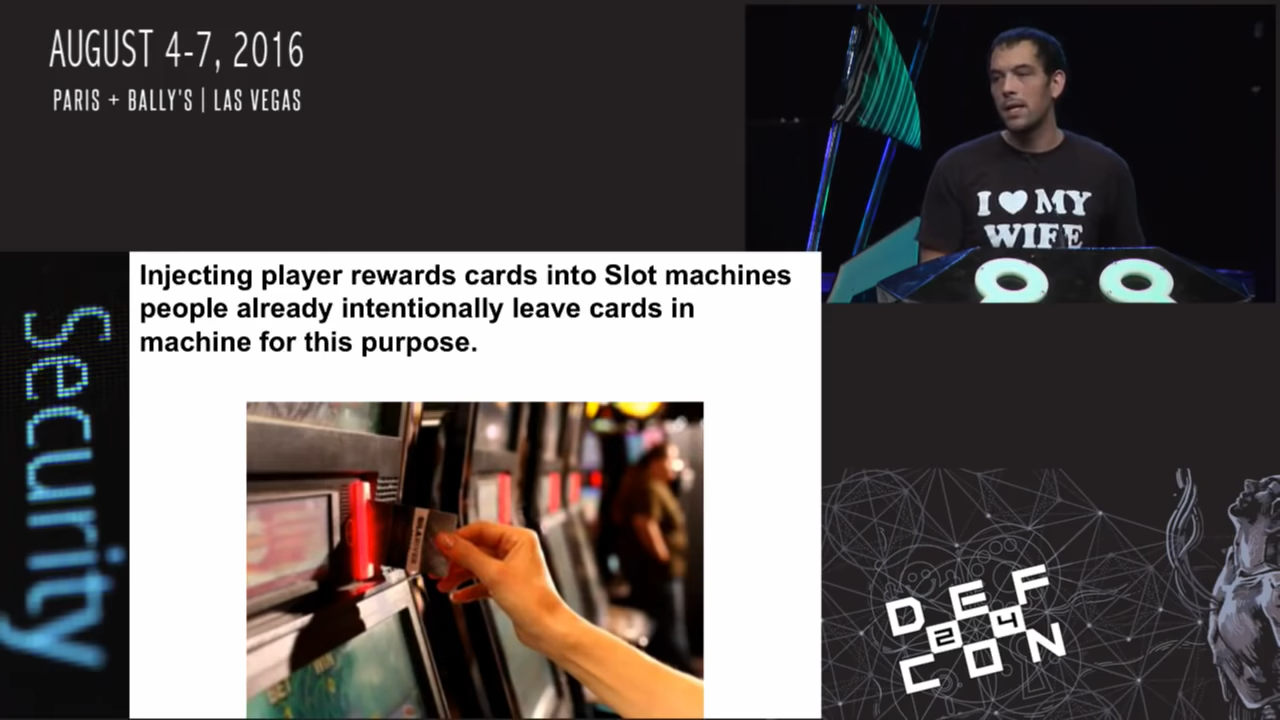 AUGUST 4-7, 2016
PARIS + BALLY'S | LAS VEGAS
I ♥ MY
WIFE
Security
Injecting player rewards cards into Slot machines
people already intentionally leave cards in
machine for this purpose.
DEF
24
CON